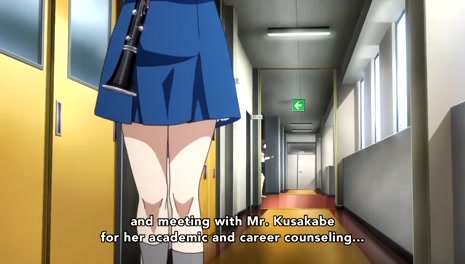 and meeting with Mr. Kusakabe
for her academic and career counseling...